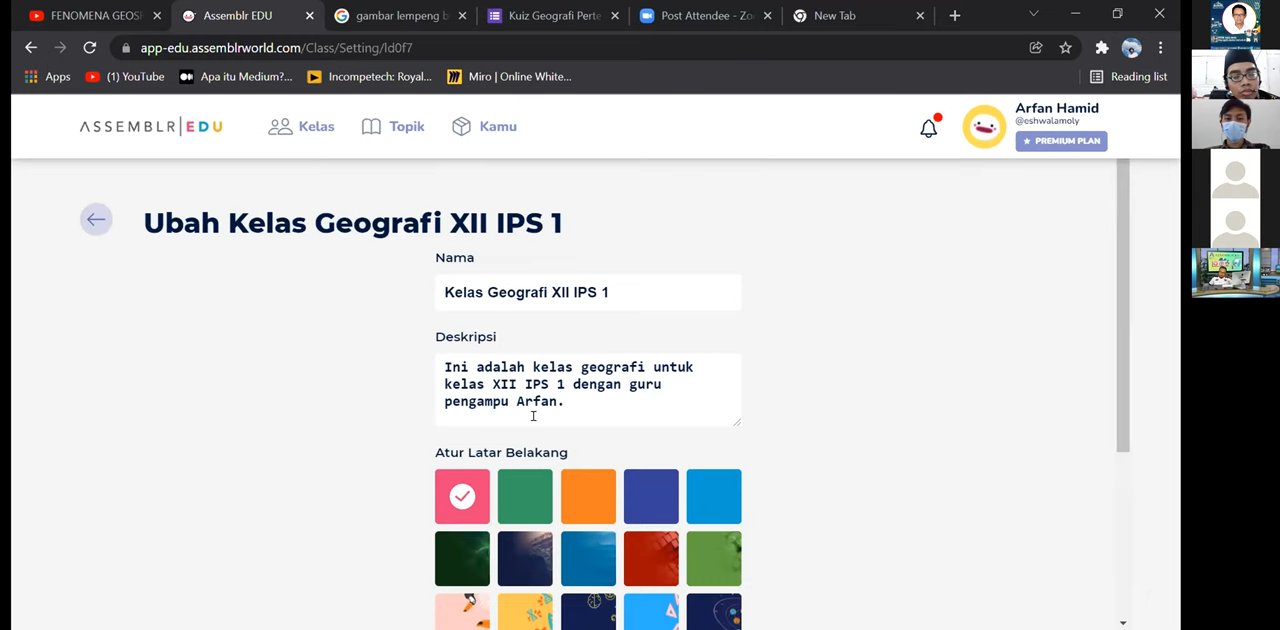 FENOMENA GEOSF
Assemblr EDU
gambar lempeng b
Kuiz Geografi Perte
Post Attendee - Zo
New Tab
app-edu.assemblrworld.com/Class/Setting/Id0f7
Apps
(1) YouTube
Apa itu Medium?...
Incompetech: Royal...
Miro | Online White...
Reading list
ASSEMBLR|EDU
Kelas
Topik
Kamu
Arfan Hamid
@eshwalamoly
PREMIUM PLAN
Ubah Kelas Geografi XII IPS 1
Nama
Kelas Geografi XII IPS 1
Deskripsi
Ini adalah kelas geografi untuk
kelas XII IPS 1 dengan guru
pengampu Arfan.
Atur Latar Belakang